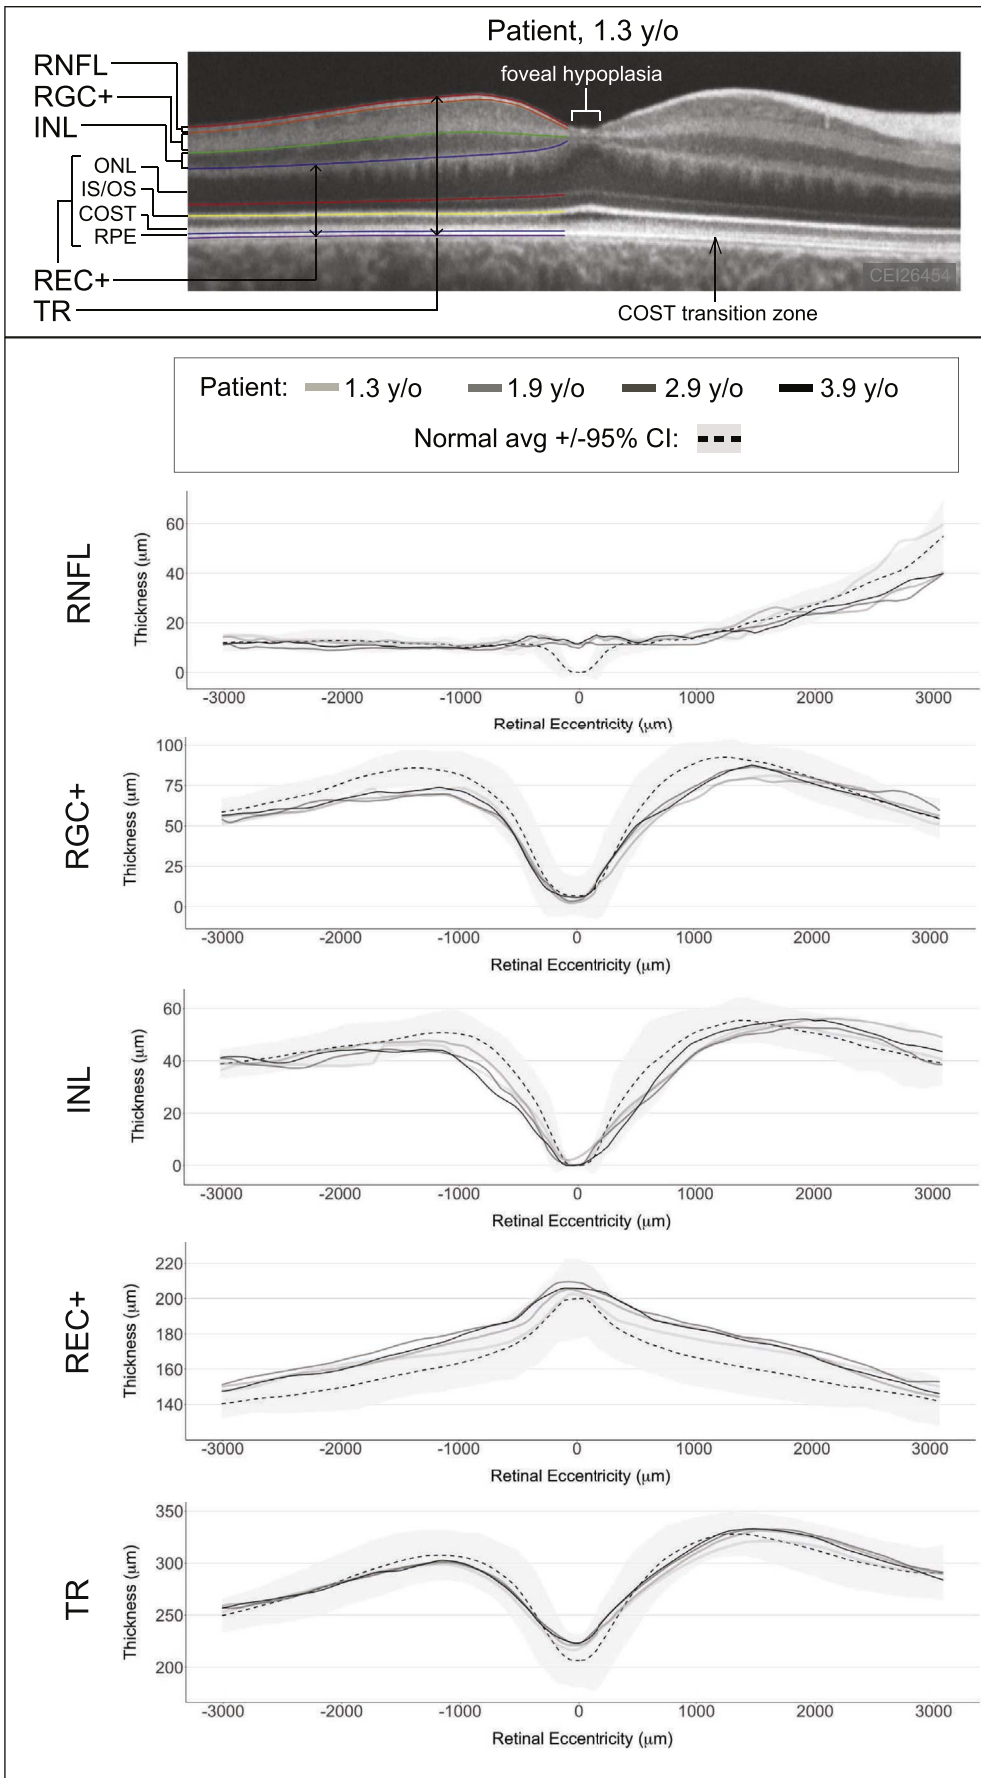 Patient, 1.3 y/o
RNFL
RGC+
INL
ONL
IS/OS
COST
RPE
REC+
TR
foveal hypoplasia
CEI26454
COST transition zone
Patient: 1.3 y/o 1.9 y/o 2.9 y/o 3.9 y/o
Normal avg +/-95% CI:
RNFL
Thickness (μm)
60
40
20
0
-3000 -2000 -1000 0 1000 2000 3000
Retinal Eccentricity (μm)
RGC+
Thickness (μm)
100
75
50
25
0
-3000 -2000 -1000 0 1000 2000 3000
Retinal Eccentricity (μm)
INL
Thickness (μm)
60
40
20
0
-3000 -2000 -1000 0 1000 2000 3000
Retinal Eccentricity (μm)
REC+
Thickness (μm)
220
200
180
160
140
-3000 -2000 -1000 0 1000 2000 3000
Retinal Eccentricity (μm)
TR
Thickness (μm)
350
300
250
200
-3000 -2000 -1000 0 1000 2000 3000
Retinal Eccentricity (μm)